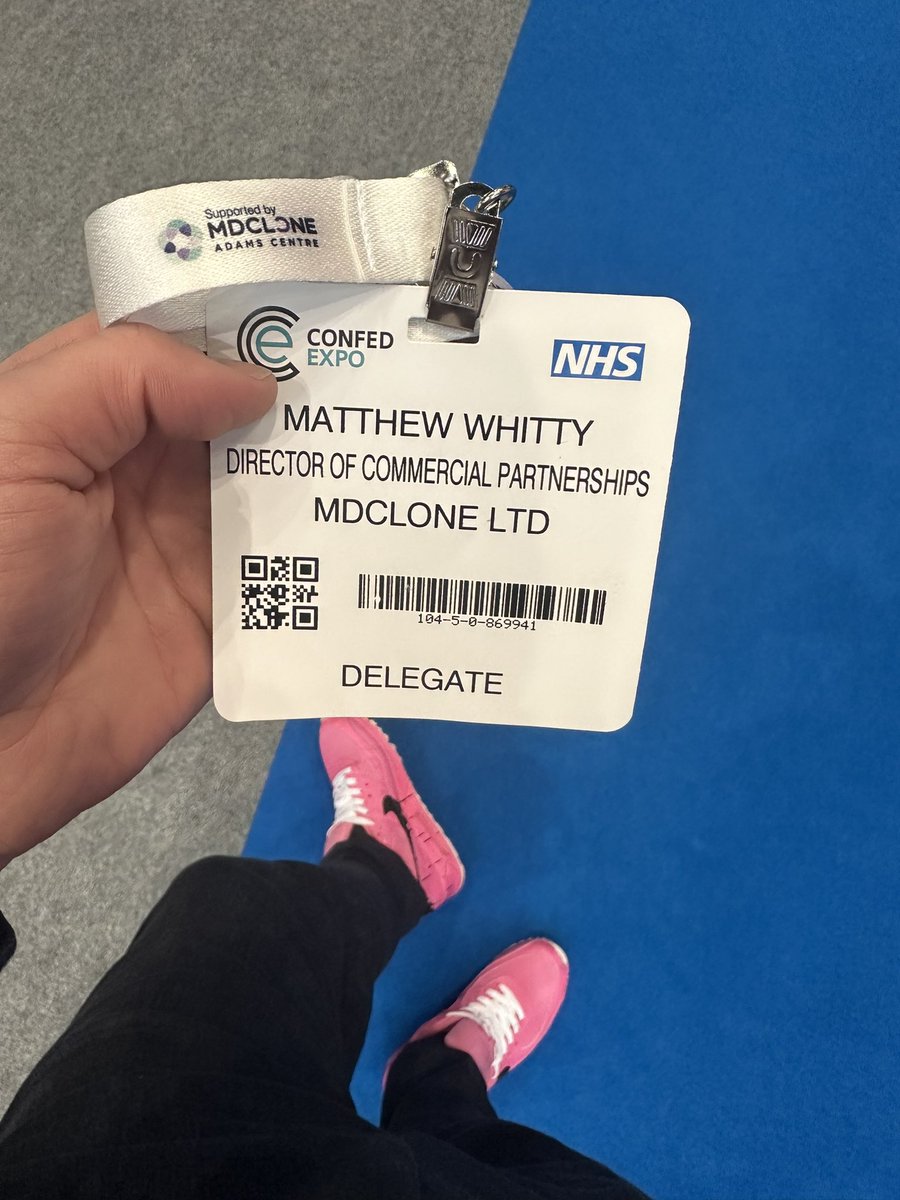 Supported by
MDCLONE
ADAMS CENTRE
CONFED
EXPO
NHS
MATTHEW WHITTY
DIRECTOR OF COMMERCIAL PARTNERSHIPS
MDCLONE LTD
104-5-0-869941
DELEGATE